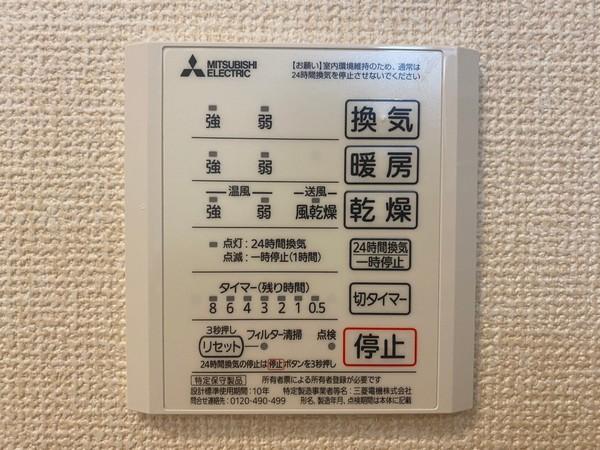 MITSUBISHI
ELECTRIC
【お願い】室内環境維持のため、通常は
24時間換気を停止させないでください
強 弱 換気
強 弱 暖房
温風 送風
強 弱 風乾燥 乾燥
点灯：24時間換気
点滅：一時停止(1時間)
24時間換気
一時停止
タイマー(残り時間)
8 6 4 3 2 1 0.5
切タイマー
3秒押し
リセット フィルター清掃 点検
停止
24時間換気の停止は停止ボタンを3秒押し
特定保守製品 所有者票による所有者登録が必要です
設計標準使用期間：10年 特定製造事業者等名：三菱電機株式会社
問合せ連絡先：0120-490-499 形名、製造年月、点検期間は本体に記載